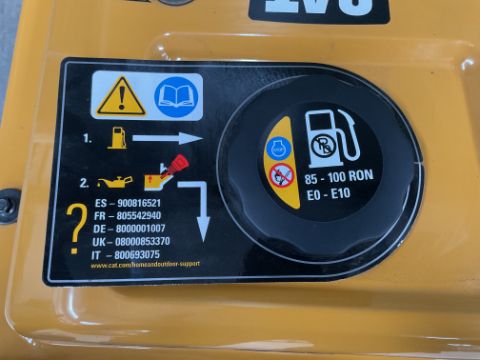 1.
2.
ES – 900816521
FR – 805542940
DE – 8000001007
UK – 08000853370
IT – 800693075
?
www.cat.com/homeandoutdoor-support
85 - 100 RON
E0 - E10